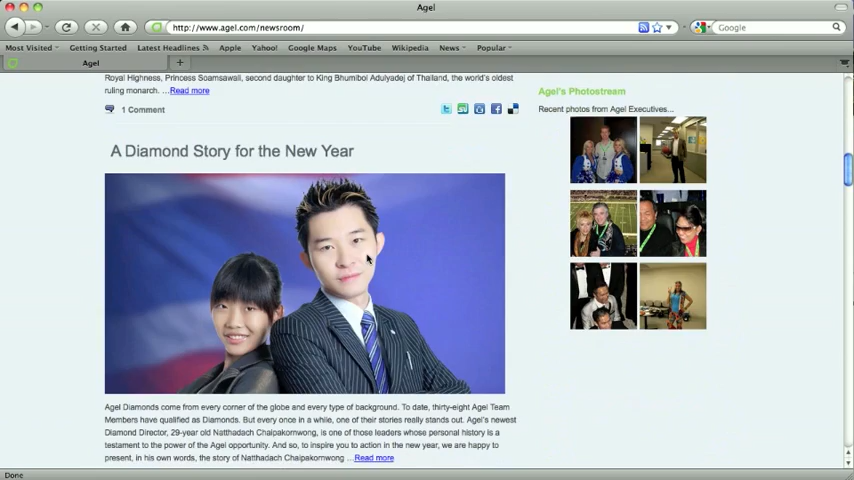 Agel
http://www.agel.com/newsroom/
Google
Most Visited Getting Started Latest Headlines Apple Yahoo! Google Maps YouTube Wikipedia News Popular
Agel
Royal Highness, Princess Soamsawali, second daughter to King Bhumibol Adulyadej of Thailand, the world's oldest
ruling monarch. ...Read more
1 Comment
Agel's Photostream
Recent photos from Agel Executives...
A Diamond Story for the New Year
Agel Diamonds come from every corner of the globe and every type of background. To date, thirty-eight Agel Team
Members have qualified as Diamonds. But every once in a while, one of their stories really stands out. Agel's newest
Diamond Director, 29-year old Natthadach Chaipakornwong, is one of those leaders whose personal history is a
testament to the power of the Agel opportunity. And so, to inspire you to action in the new year, we are happy to
present, in his own words, the story of Natthadach Chaipakornwong ...Read more
Done